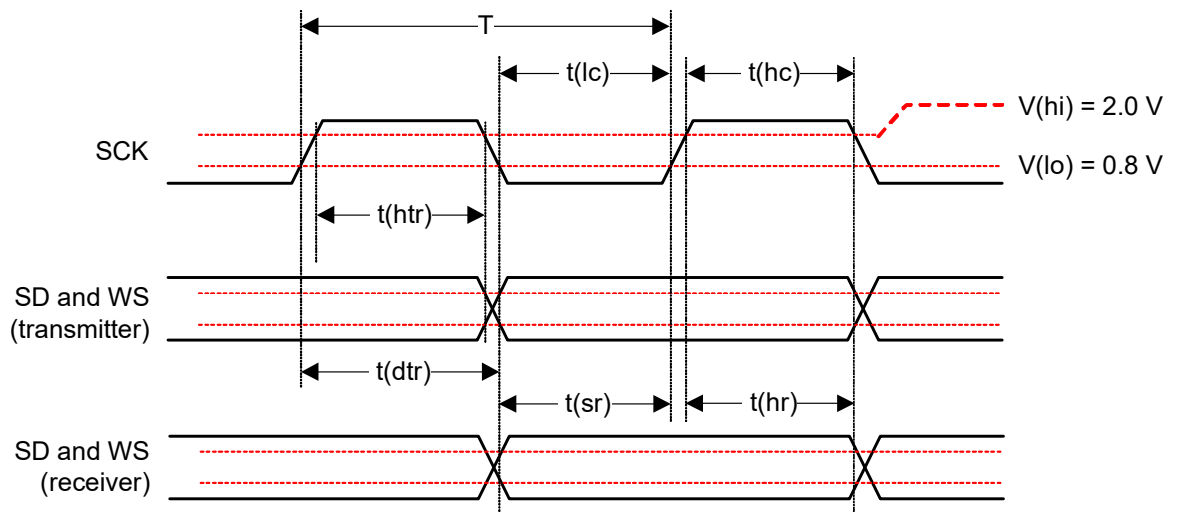 T
t(lc)
t(hc)
V(hi) = 2.0 V
SCK
V(lo) = 0.8 V
t(htr)
SD and WS
(transmitter)
t(dtr)
t(sr)
t(hr)
SD and WS
(receiver)